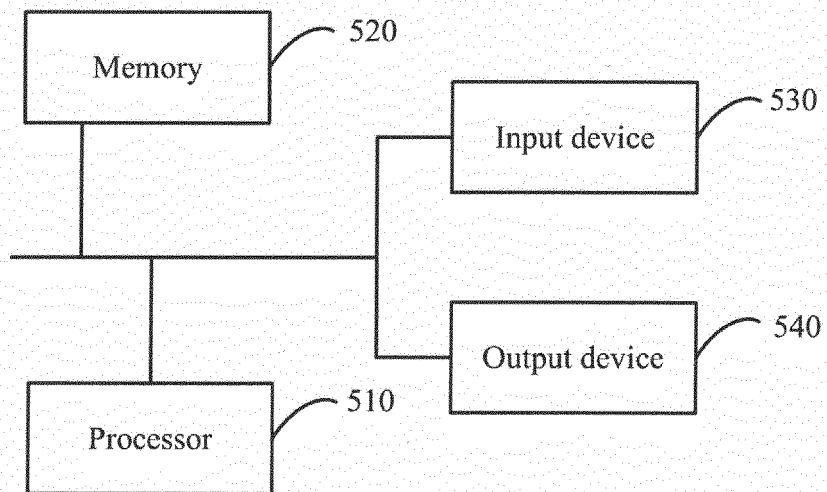 Memory
520
Input device
530
Output device
540
Processor
510